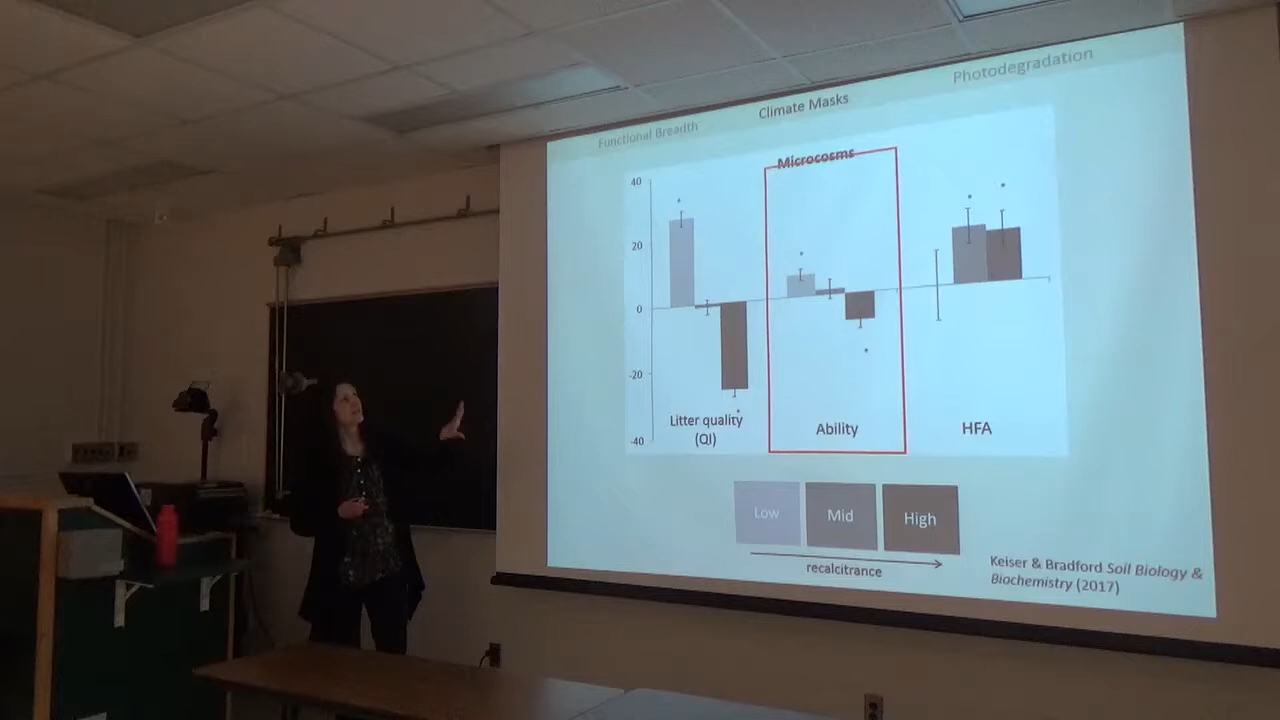 Functional Breadth
Climate Masks
Photodegradation
Microcosms
40
20
0
-20
-40
Litter quality
(QI)
Ability
HFA
Low
Mid
High
recalcitrance
Keiser & Bradford Soil Biology &
Biochemistry (2017)